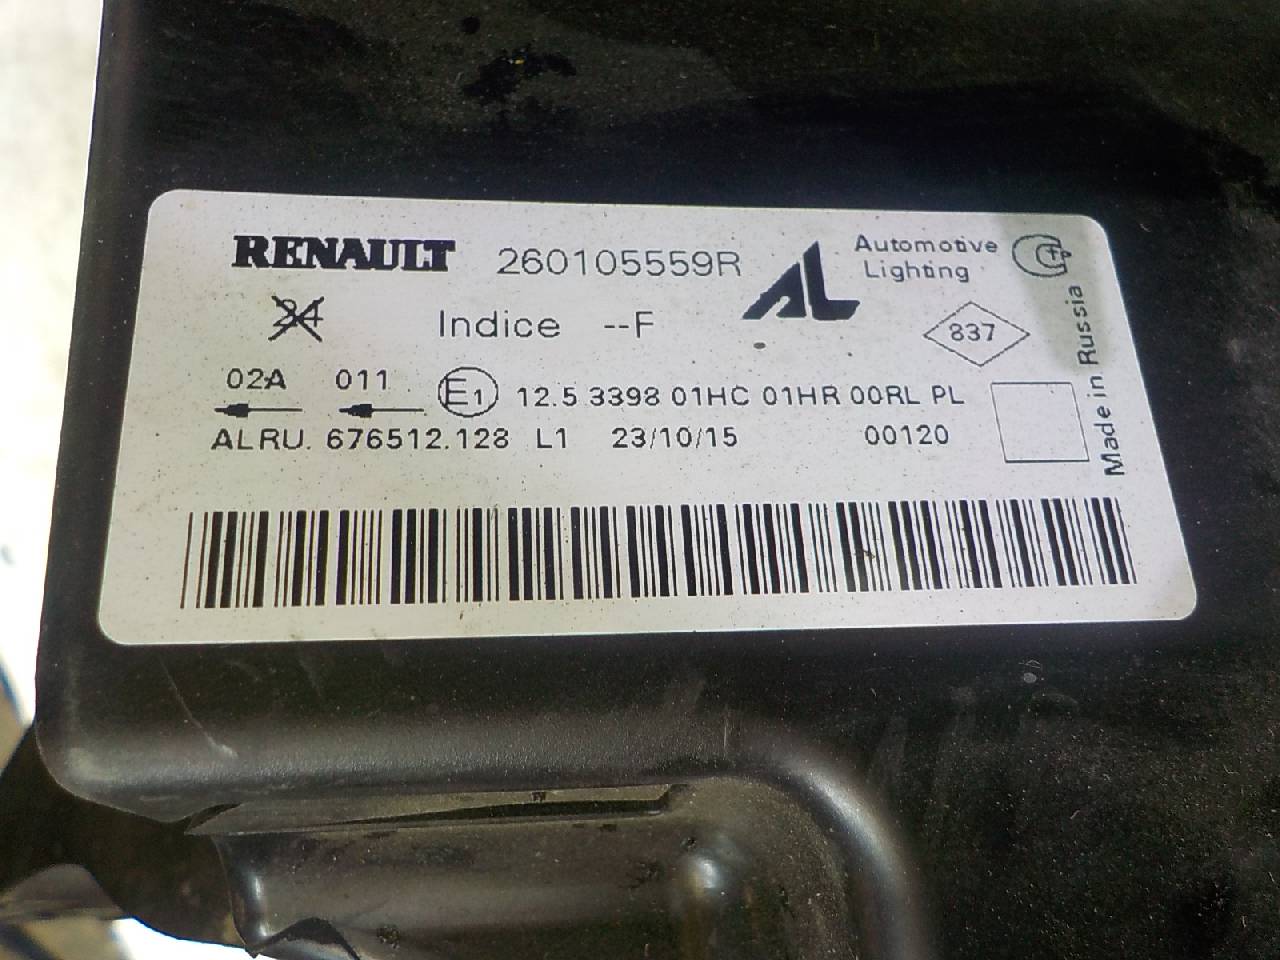 RENAULT 260105559R AL Automotive Lighting
34 Indice --F 837
02A 011 E1 12.5 3398 01HC 01HR 00RL PL
ALRU. 676512.128 L1 23/10/15 00120
Made in Russia